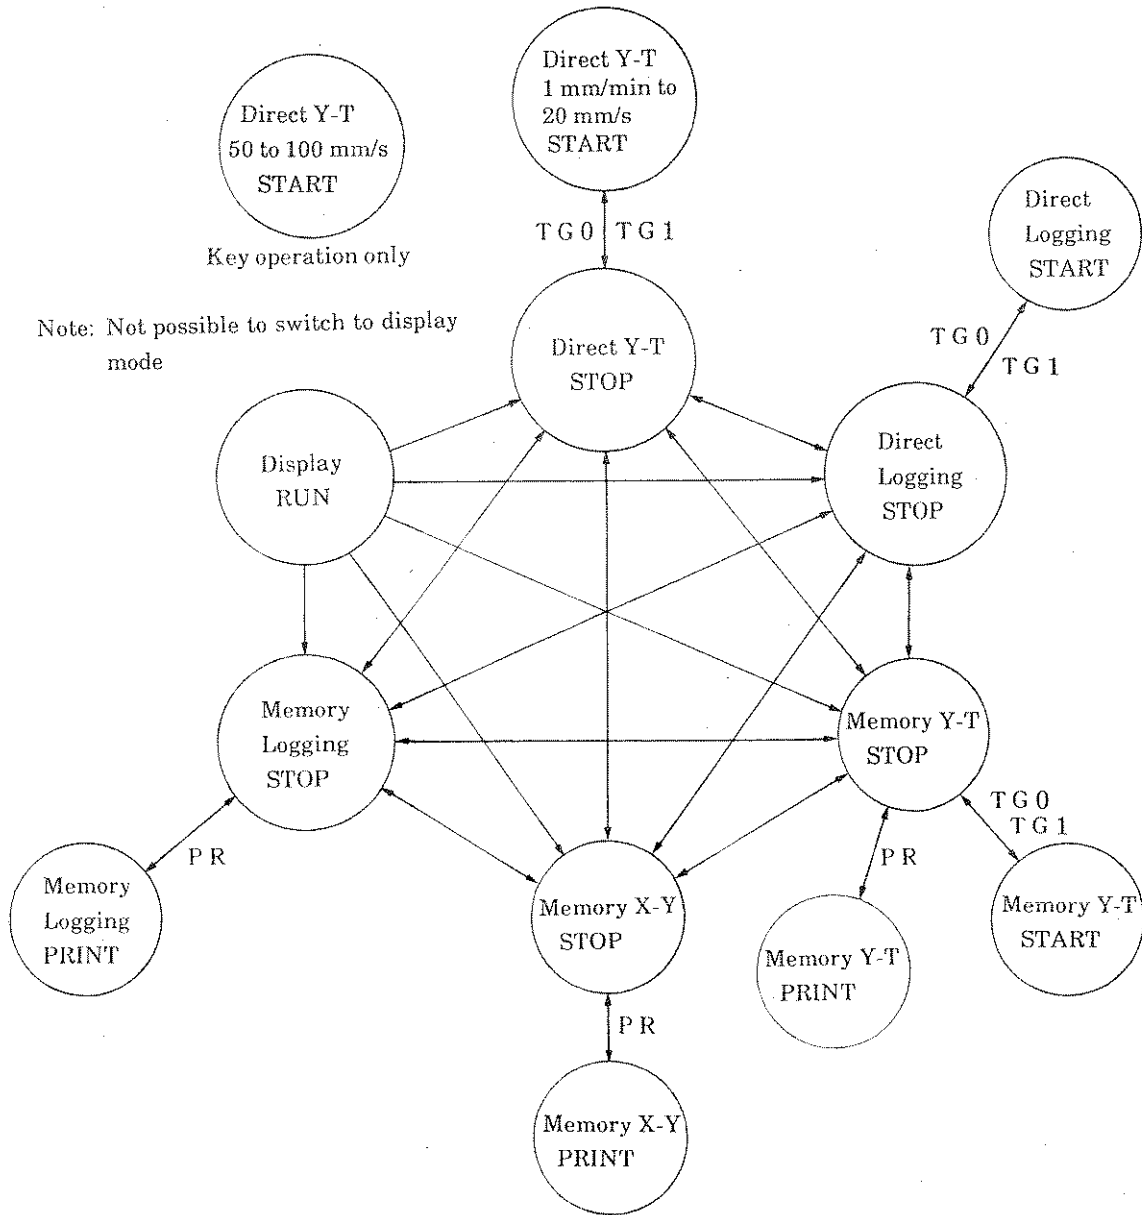 Direct Y-T
50 to 100 mm/s
START
Key operation only
Direct Y-T
1 mm/min to
20 mm/s
START
TG0 TG1
Direct
Logging
START
TG0
TG1
Note: Not possible to switch to display
mode
Direct Y-T
STOP
Display
RUN
Direct
Logging
STOP
Memory
Logging
STOP
Memory Y-T
STOP
TG0
TG1
PR
PR
Memory
Logging
PRINT
Memory X-Y
STOP
Memory Y-T
PRINT
Memory Y-T
START
PR
Memory X-Y
PRINT